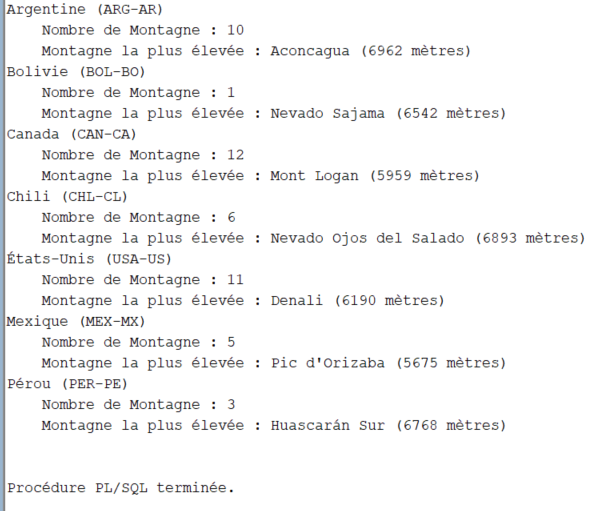 Argentine (ARG-AR)
Nombre de Montagne : 10
Montagne la plus élevée : Aconcagua (6962 mètres)
Bolivie (BOL-BO)
Nombre de Montagne : 1
Montagne la plus élevée : Nevado Sajama (6542 mètres)
Canada (CAN-CA)
Nombre de Montagne : 12
Montagne la plus élevée : Mont Logan (5959 mètres)
Chili (CHL-CL)
Nombre de Montagne : 6
Montagne la plus élevée : Nevado Ojos del Salado (6893 mètres)
États-Unis (USA-US)
Nombre de Montagne : 11
Montagne la plus élevée : Denali (6190 mètres)
Mexique (MEX-MX)
Nombre de Montagne : 5
Montagne la plus élevée : Pic d'Orizaba (5675 mètres)
Pérou (PER-PE)
Nombre de Montagne : 3
Montagne la plus élevée : Huascarán Sur (6768 mètres)
Procédure PL/SQL terminée.